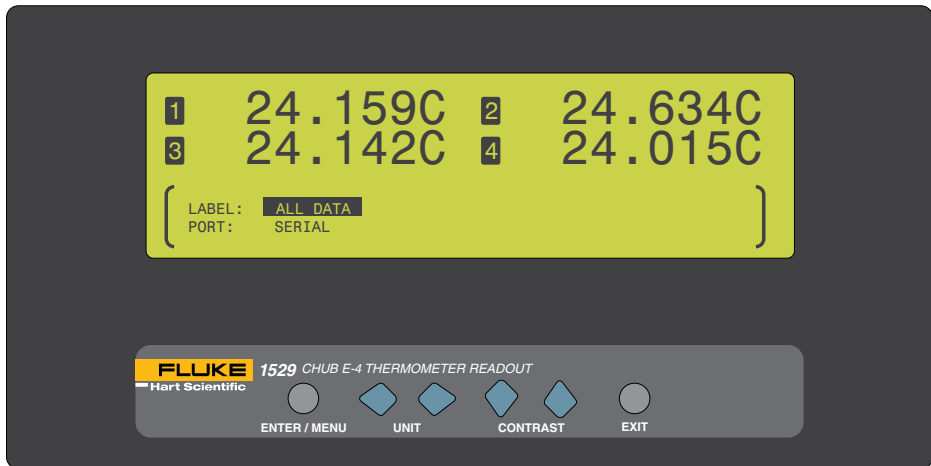 1 24.159C 2 24.634C
3 24.142C 4 24.015C
LABEL: ALL DATA
PORT: SERIAL
FLUKE 1529 CHUB E-4 THERMOMETER READOUT
Hart Scientific
ENTER / MENU UNIT CONTRAST EXIT